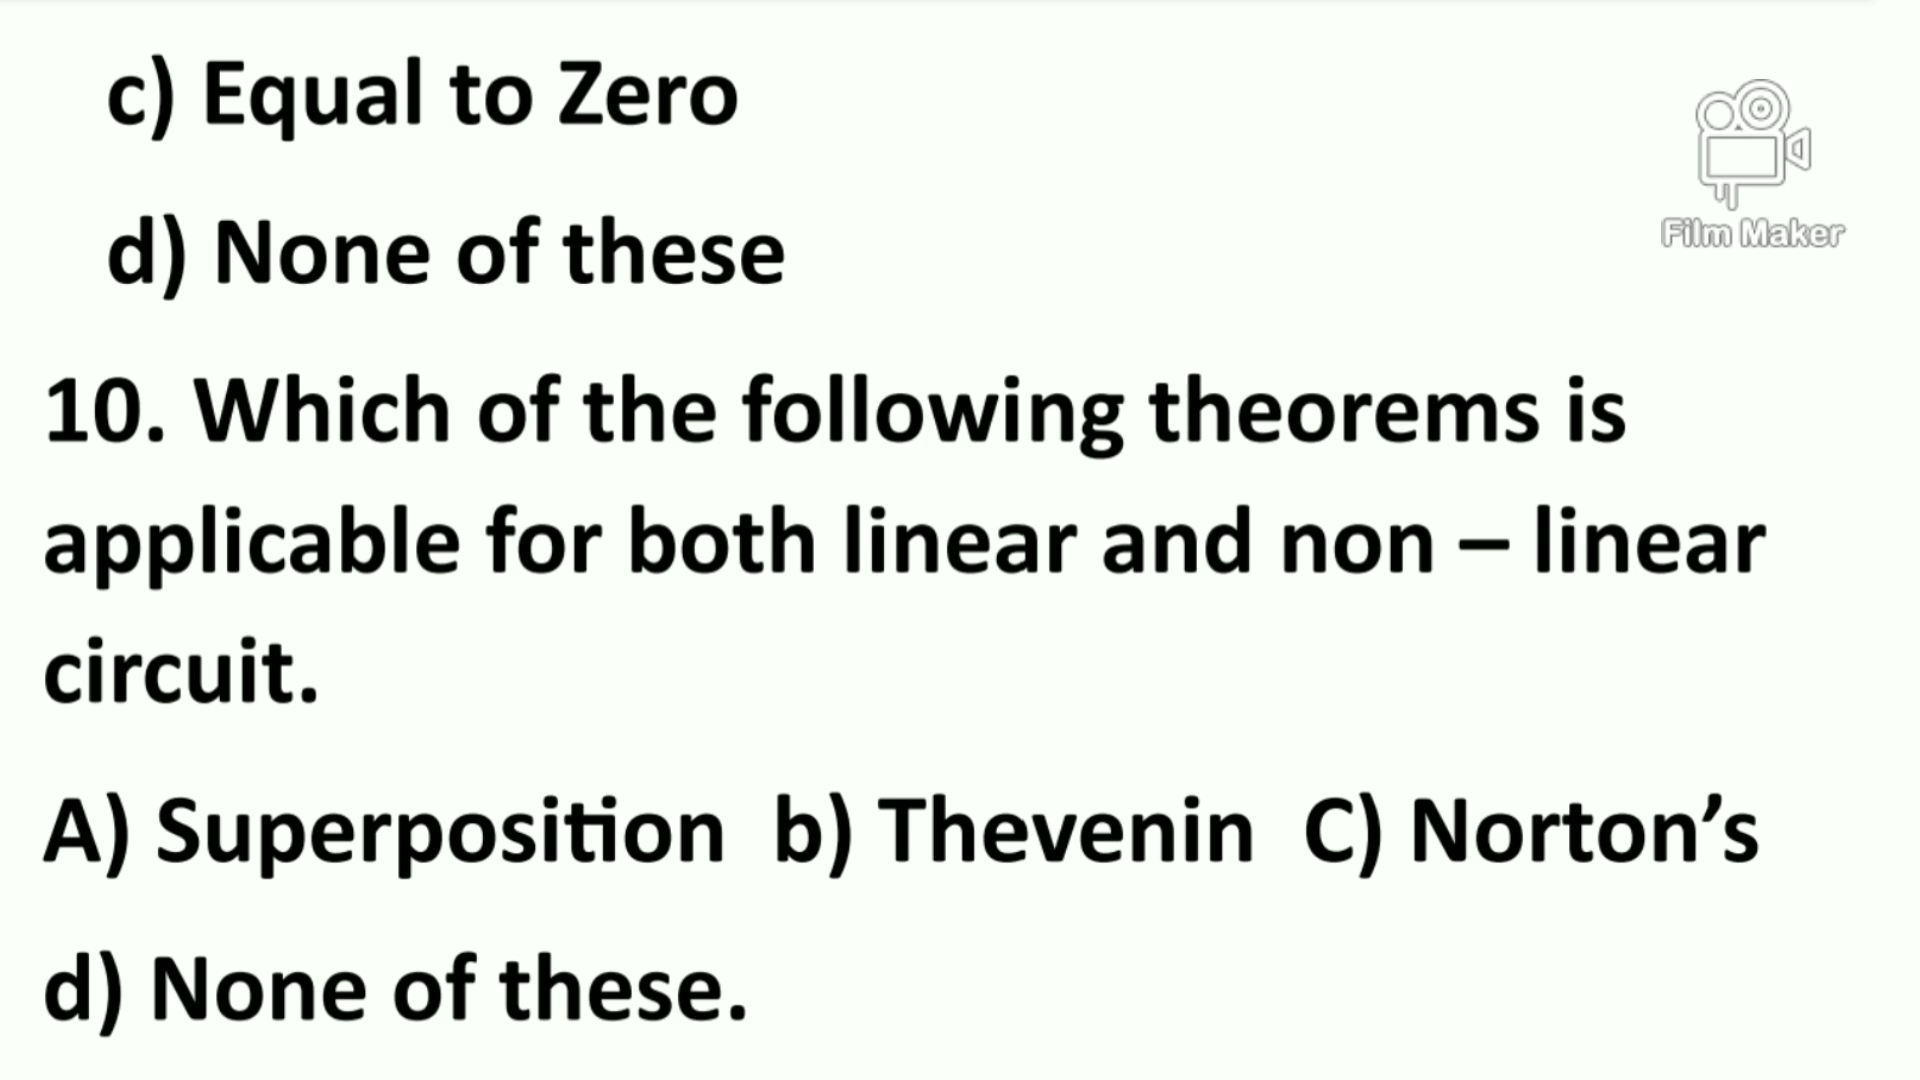 c) Equal to Zero
Film Maker
d) None of these
10. Which of the following theorems is
applicable for both linear and non – linear
circuit.
A) Superposition  b) Thevenin  C) Norton’s
d) None of these.